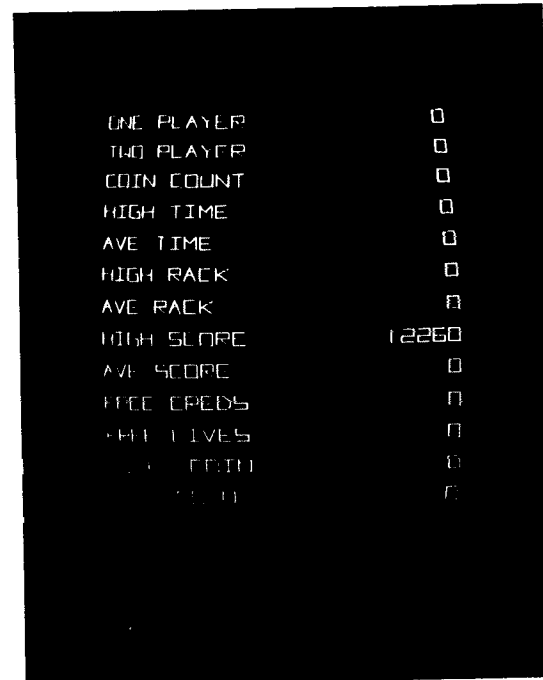 ONE PLAYER 0
TWO PLAYER 0
COIN COUNT 0
HIGH TIME 0
AVE TIME 0
HIGH RACK 0
AVE RACK 0
HIGH SCORE 12260
AVE SCORE 0
FREE CREDS 0
LIVES 0
COIN 0
0